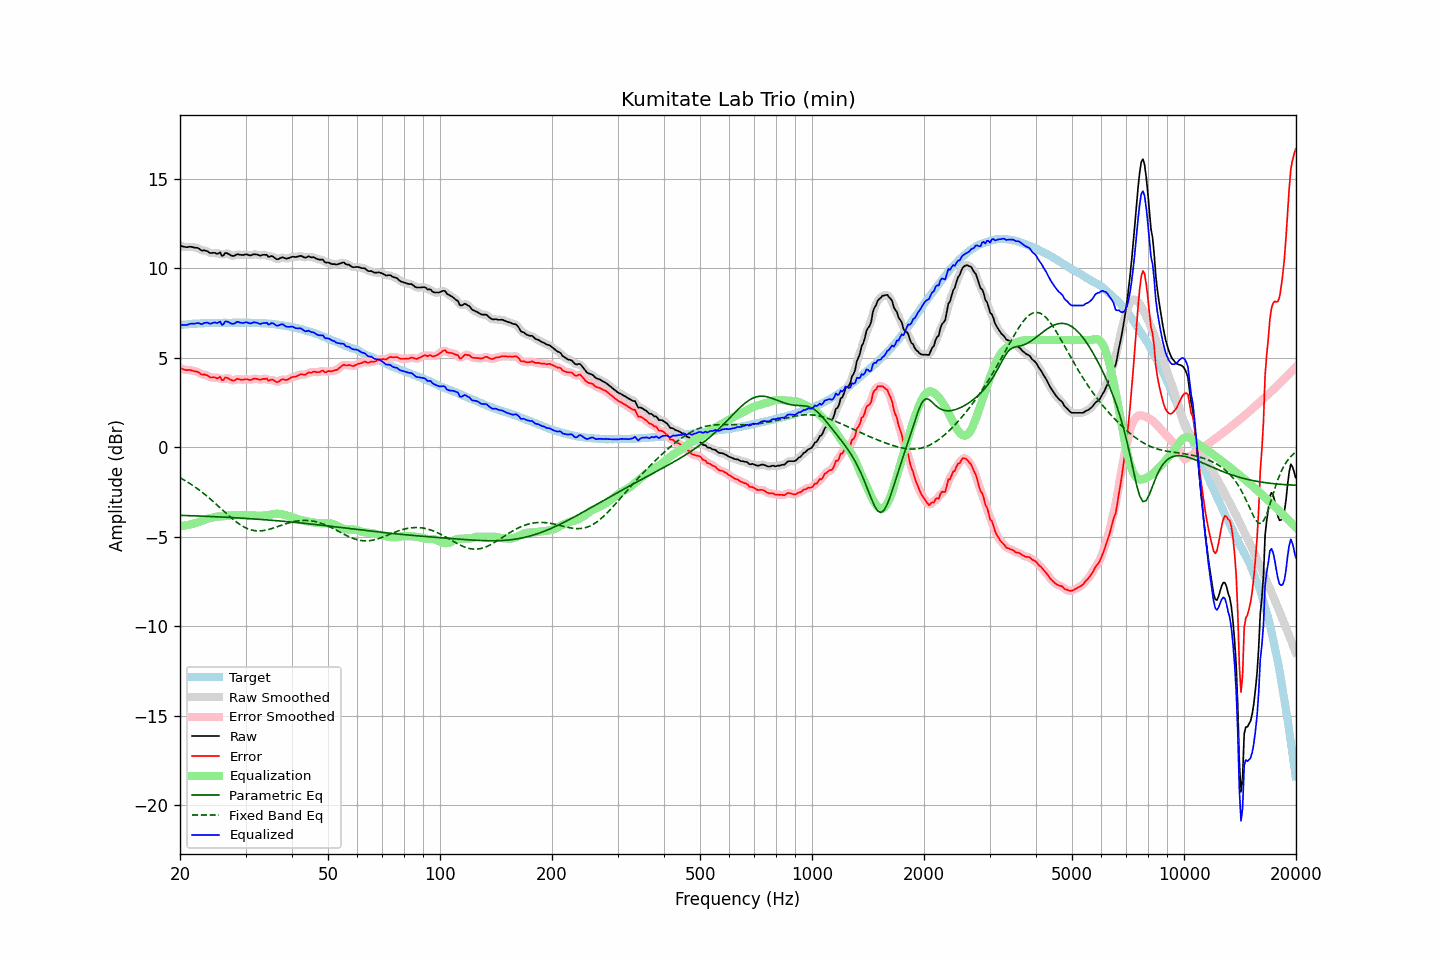 Kumitate Lab Trio (min)
Amplitude (dBr)
15
10
5
0
−5
−10
−15
−20
Target
Raw Smoothed
Error Smoothed
Raw
Error
Equalization
Parametric Eq
Fixed Band Eq
Equalized
20 50 100 200 500 1000 2000 5000 10000 20000
Frequency (Hz)